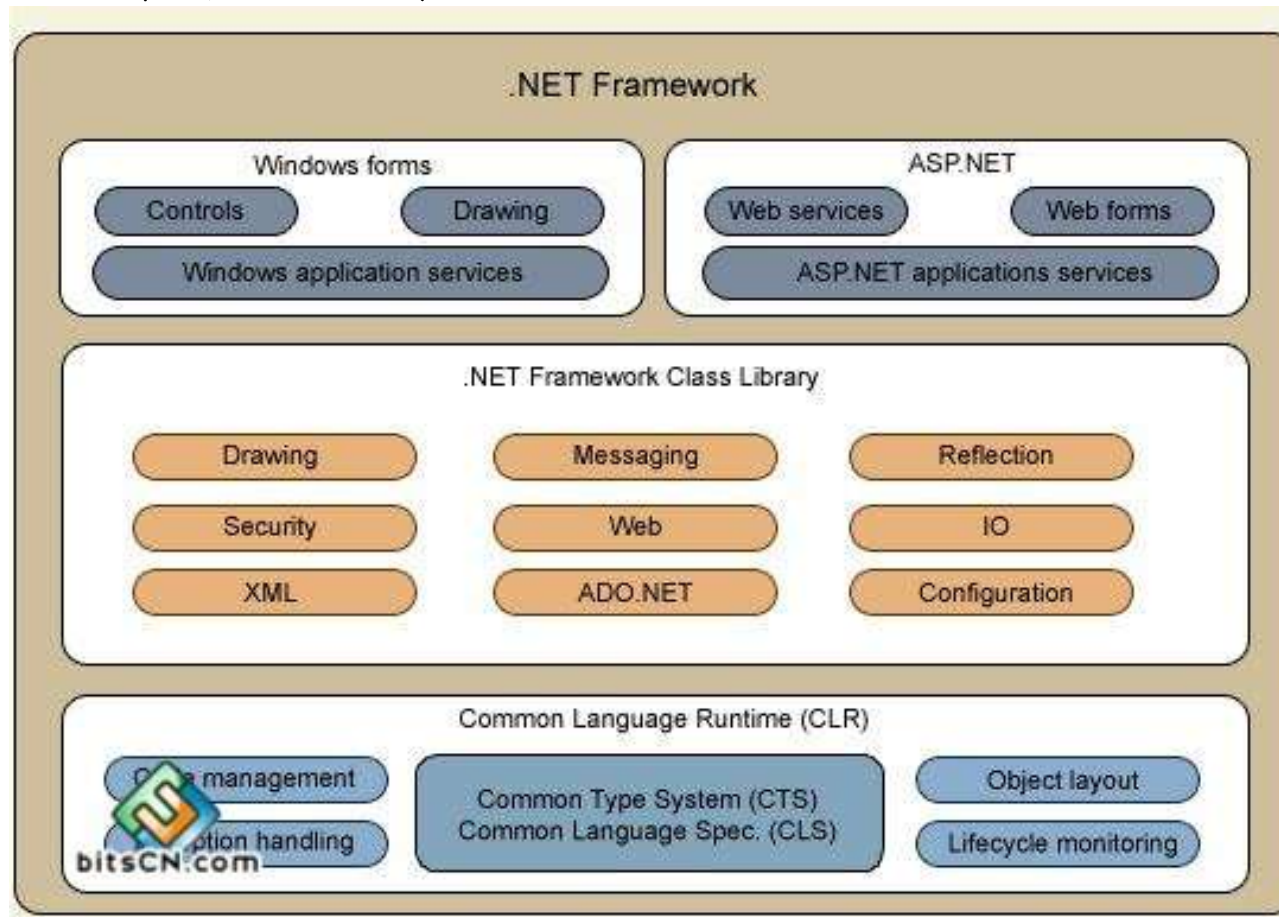 .NET Framework
Windows forms
Controls
Drawing
Windows application services
ASP.NET
Web services
Web forms
ASP.NET applications services
.NET Framework Class Library
Drawing
Messaging
Reflection
Security
Web
IO
XML
ADO.NET
Configuration
Common Language Runtime (CLR)
management
handling
Common Type System (CTS)
Common Language Spec. (CLS)
Object layout
Lifecycle monitoring
bitsCN.com